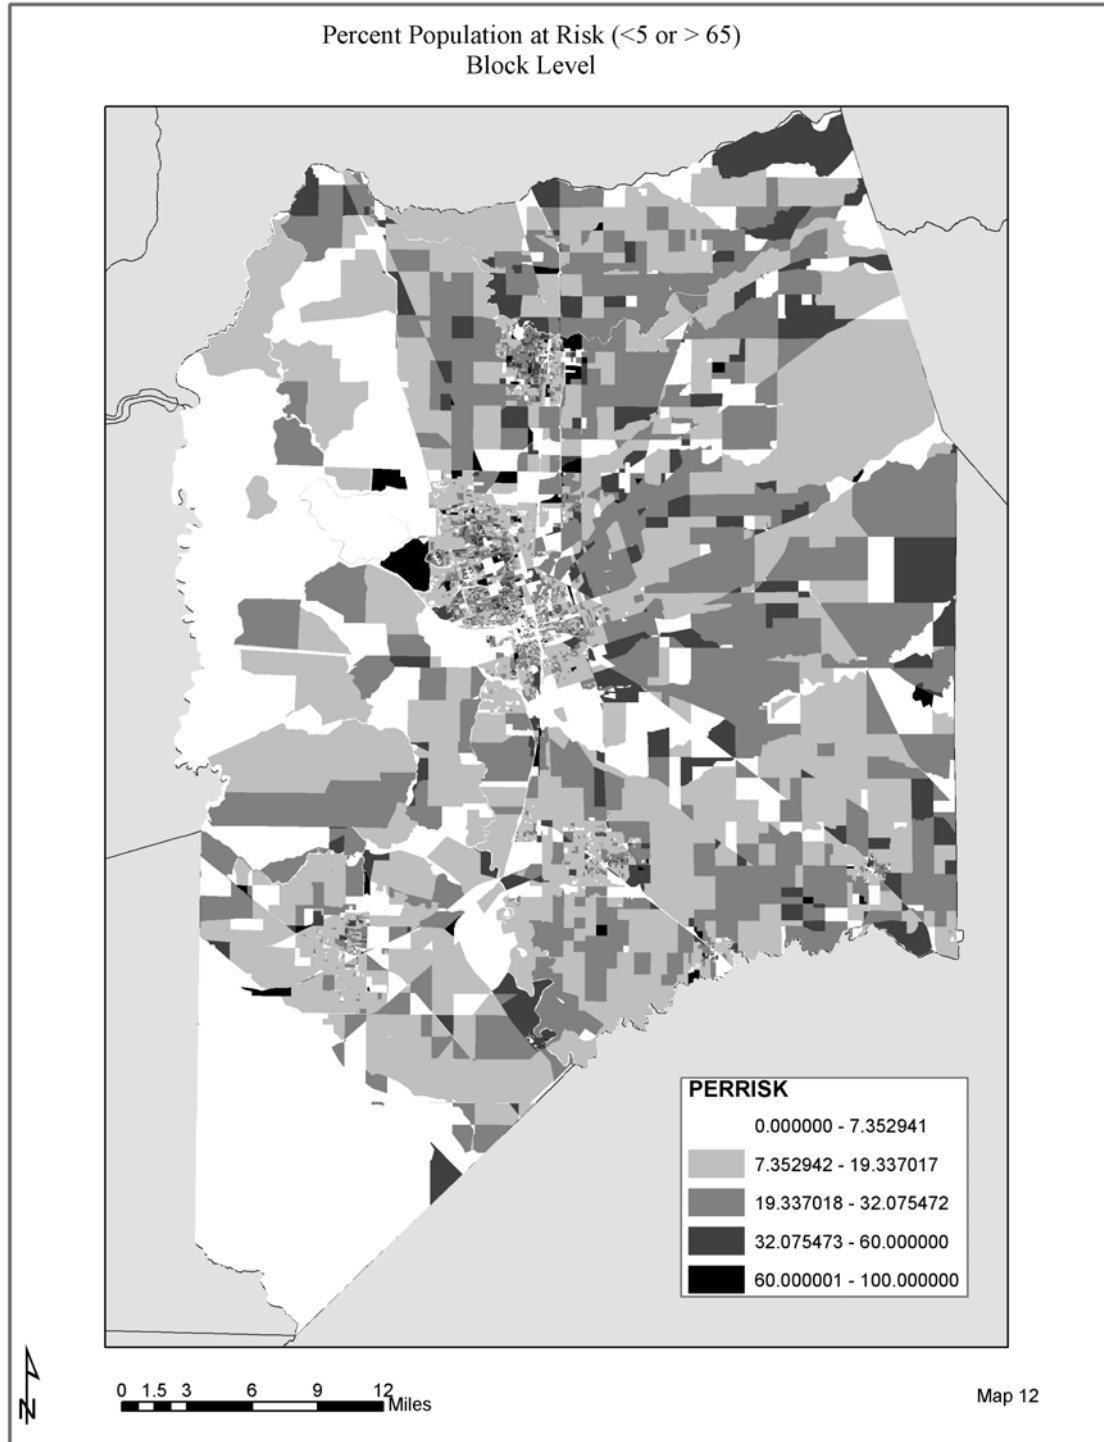 Percent Population at Risk (<5 or > 65)
Block Level
PERRISK
0.000000 - 7.352941
7.352942 - 19.337017
19.337018 - 32.075472
32.075473 - 60.000000
60.000001 - 100.000000
N
0 1.5 3 6 9 12
Miles
Map 12